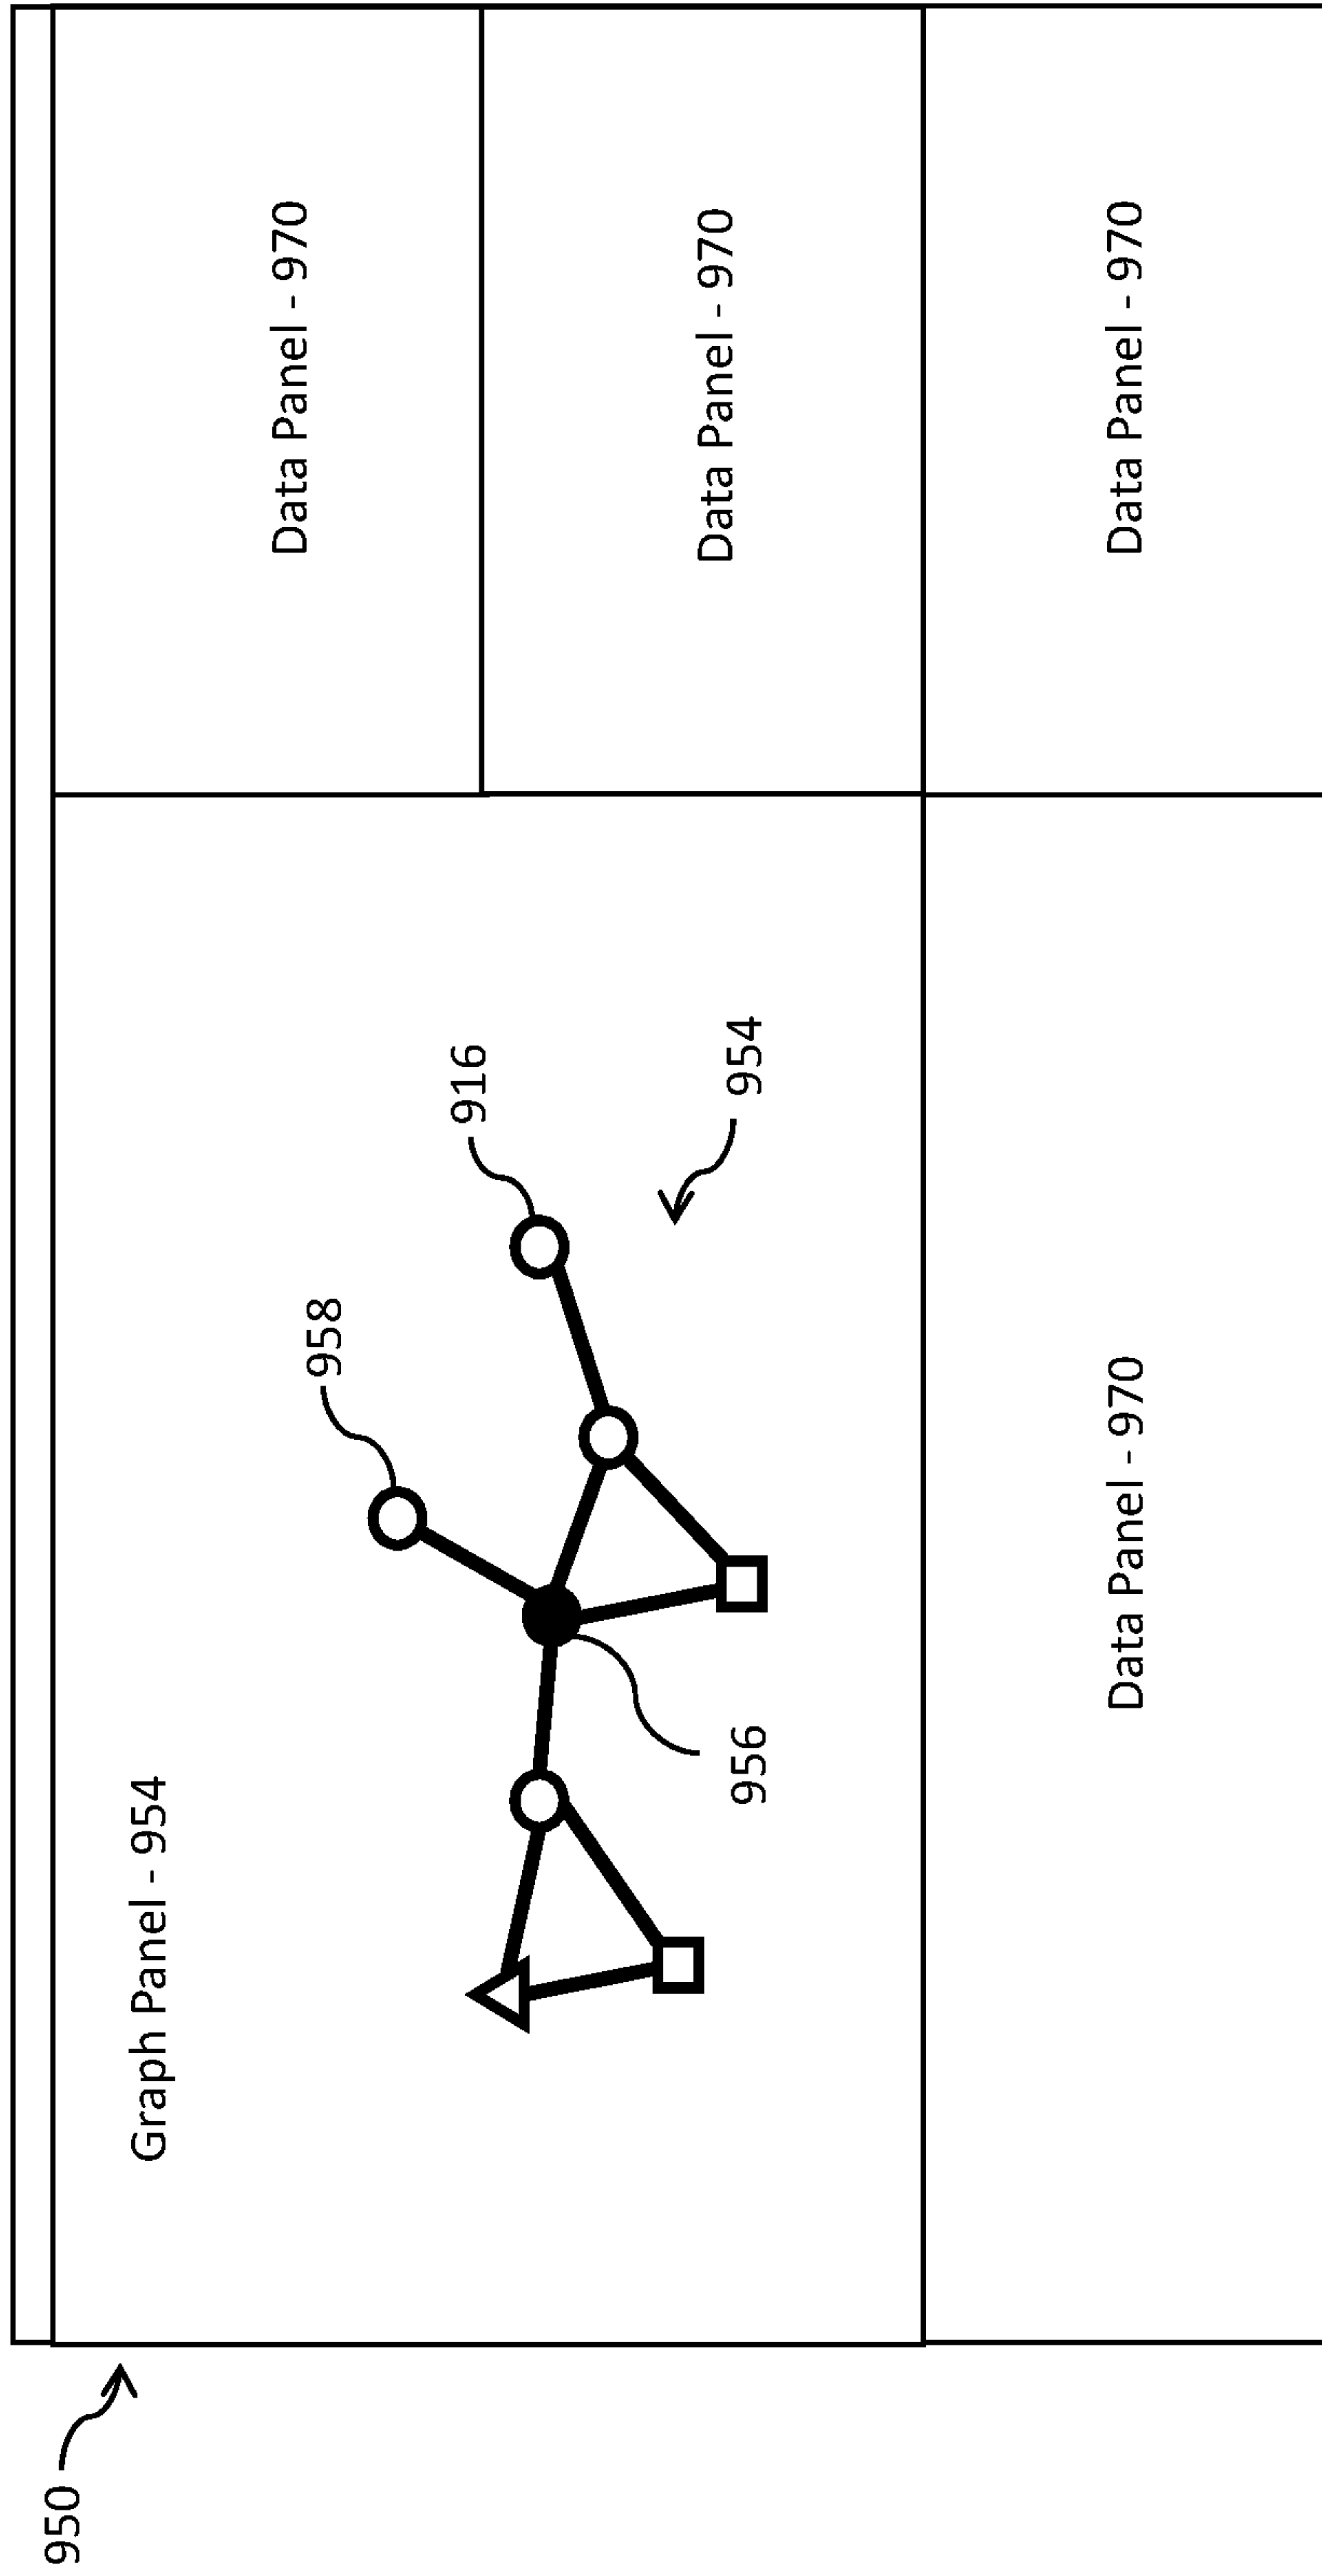 950
Graph Panel - 954
Data Panel - 970
958
916
Data Panel - 970
956
954
Data Panel - 970
Data Panel - 970